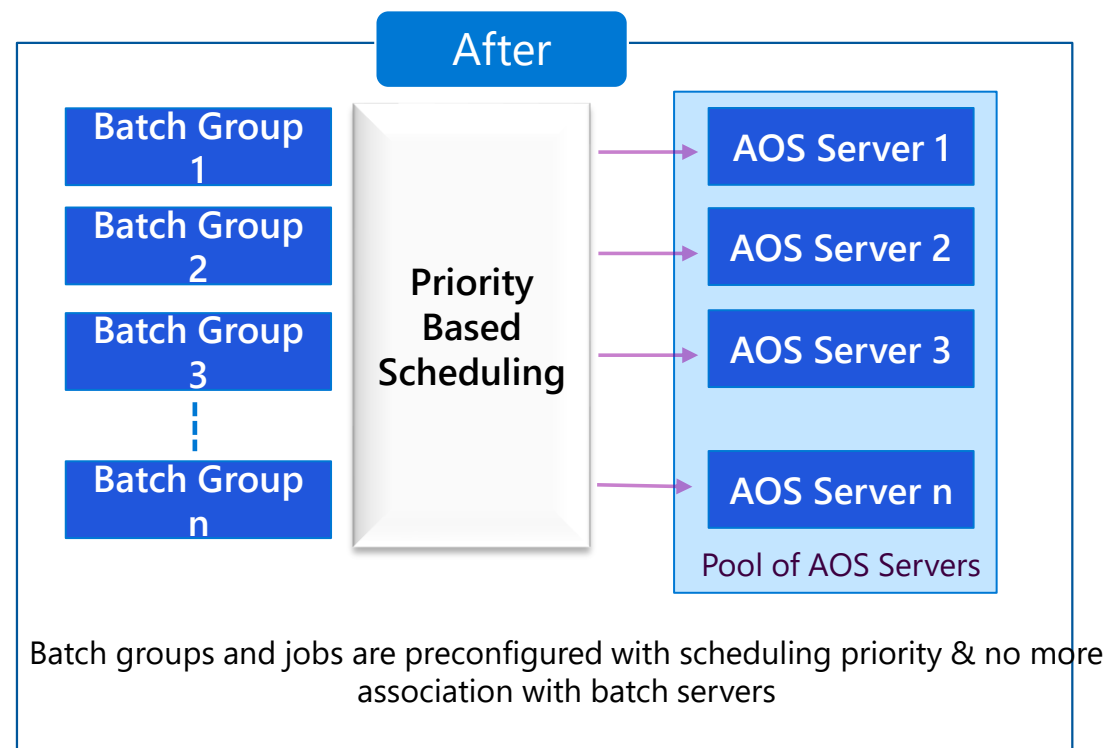 After
Batch Group
1
AOS Server 1
Batch Group
2
AOS Server 2
Priority
Based
Scheduling
Batch Group
3
AOS Server 3
Batch Group
n
AOS Server n
Pool of AOS Servers
Batch groups and jobs are preconfigured with scheduling priority & no more
association with batch servers